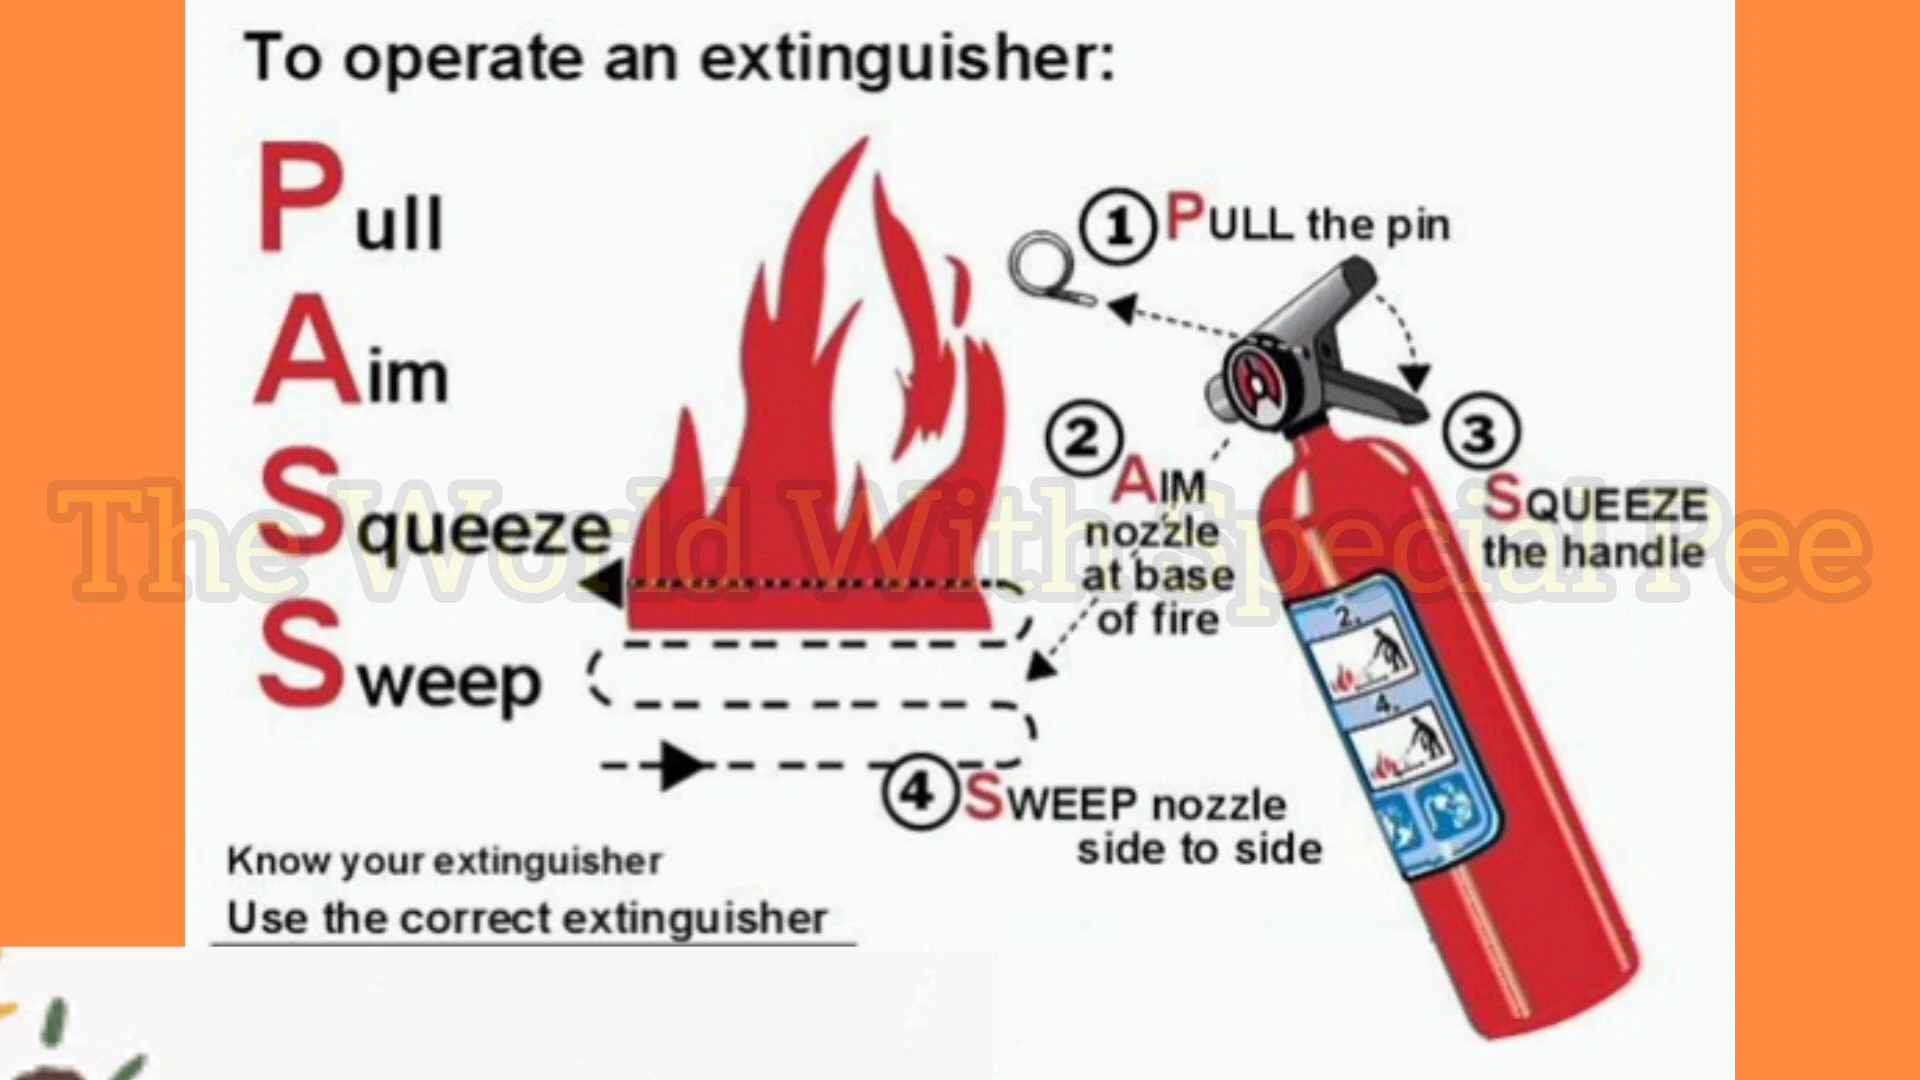 To operate an extinguisher:
Pull
Aim
Squeeze
Sweep
1 PULL the pin
2 AIM
nozzle
at base
of fire
3
SQUEEZE
the handle
4 SWEEP nozzle
side to side
Know your extinguisher
Use the correct extinguisher
2.
4.
The World With Special Pee